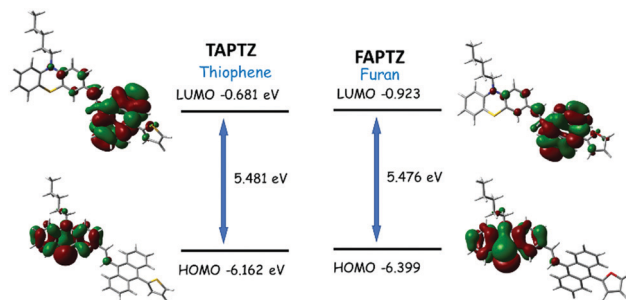 TAPTZ
Thiophene
LUMO -0.681 eV
5.481 eV
HOMO -6.162 eV
FAPTZ
Furan
LUMO -0.923
5.476 eV
HOMO -6.399